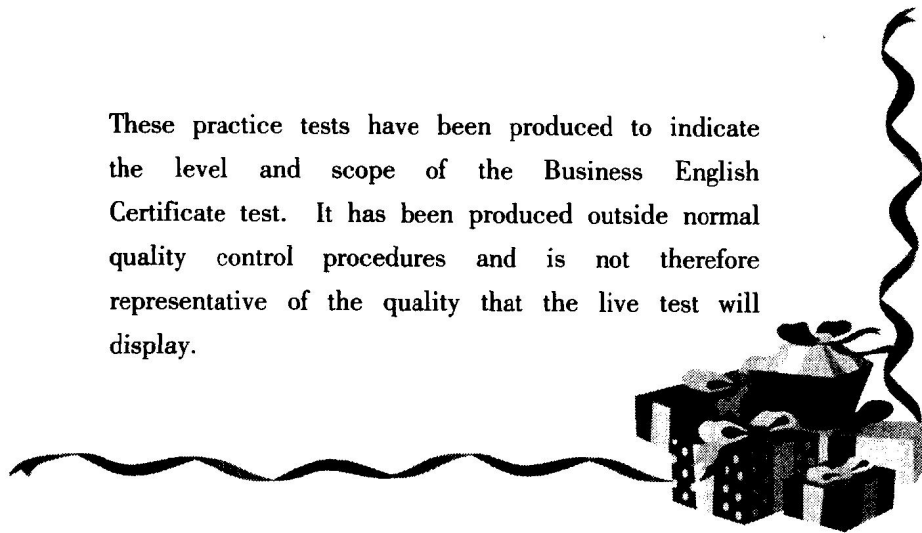 These practice tests have been produced to indicate
the level and scope of the Business English
Certificate test. It has been produced outside normal
quality control procedures and is not therefore
representative of the quality that the live test will
display.